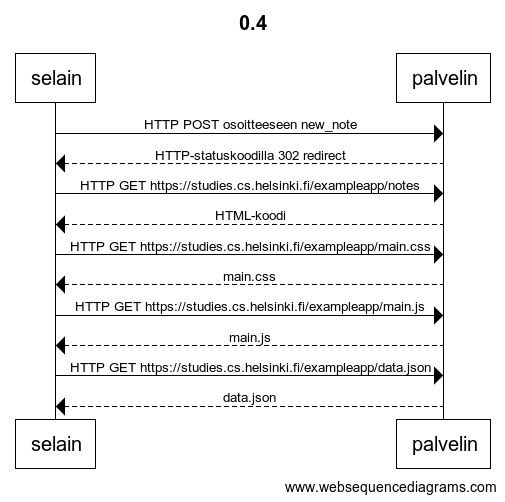 0.4
selain palvelin
HTTP POST osoitteeseen new_note
HTTP-statuskoodilla 302 redirect
HTTP GET https://studies.cs.helsinki.fi/exampleapp/notes
HTML-koodi
HTTP GET https://studies.cs.helsinki.fi/exampleapp/main.css
main.css
HTTP GET https://studies.cs.helsinki.fi/exampleapp/main.js
main.js
HTTP GET https://studies.cs.helsinki.fi/exampleapp/data.json
data.json
selain palvelin
www.websequencediagrams.com